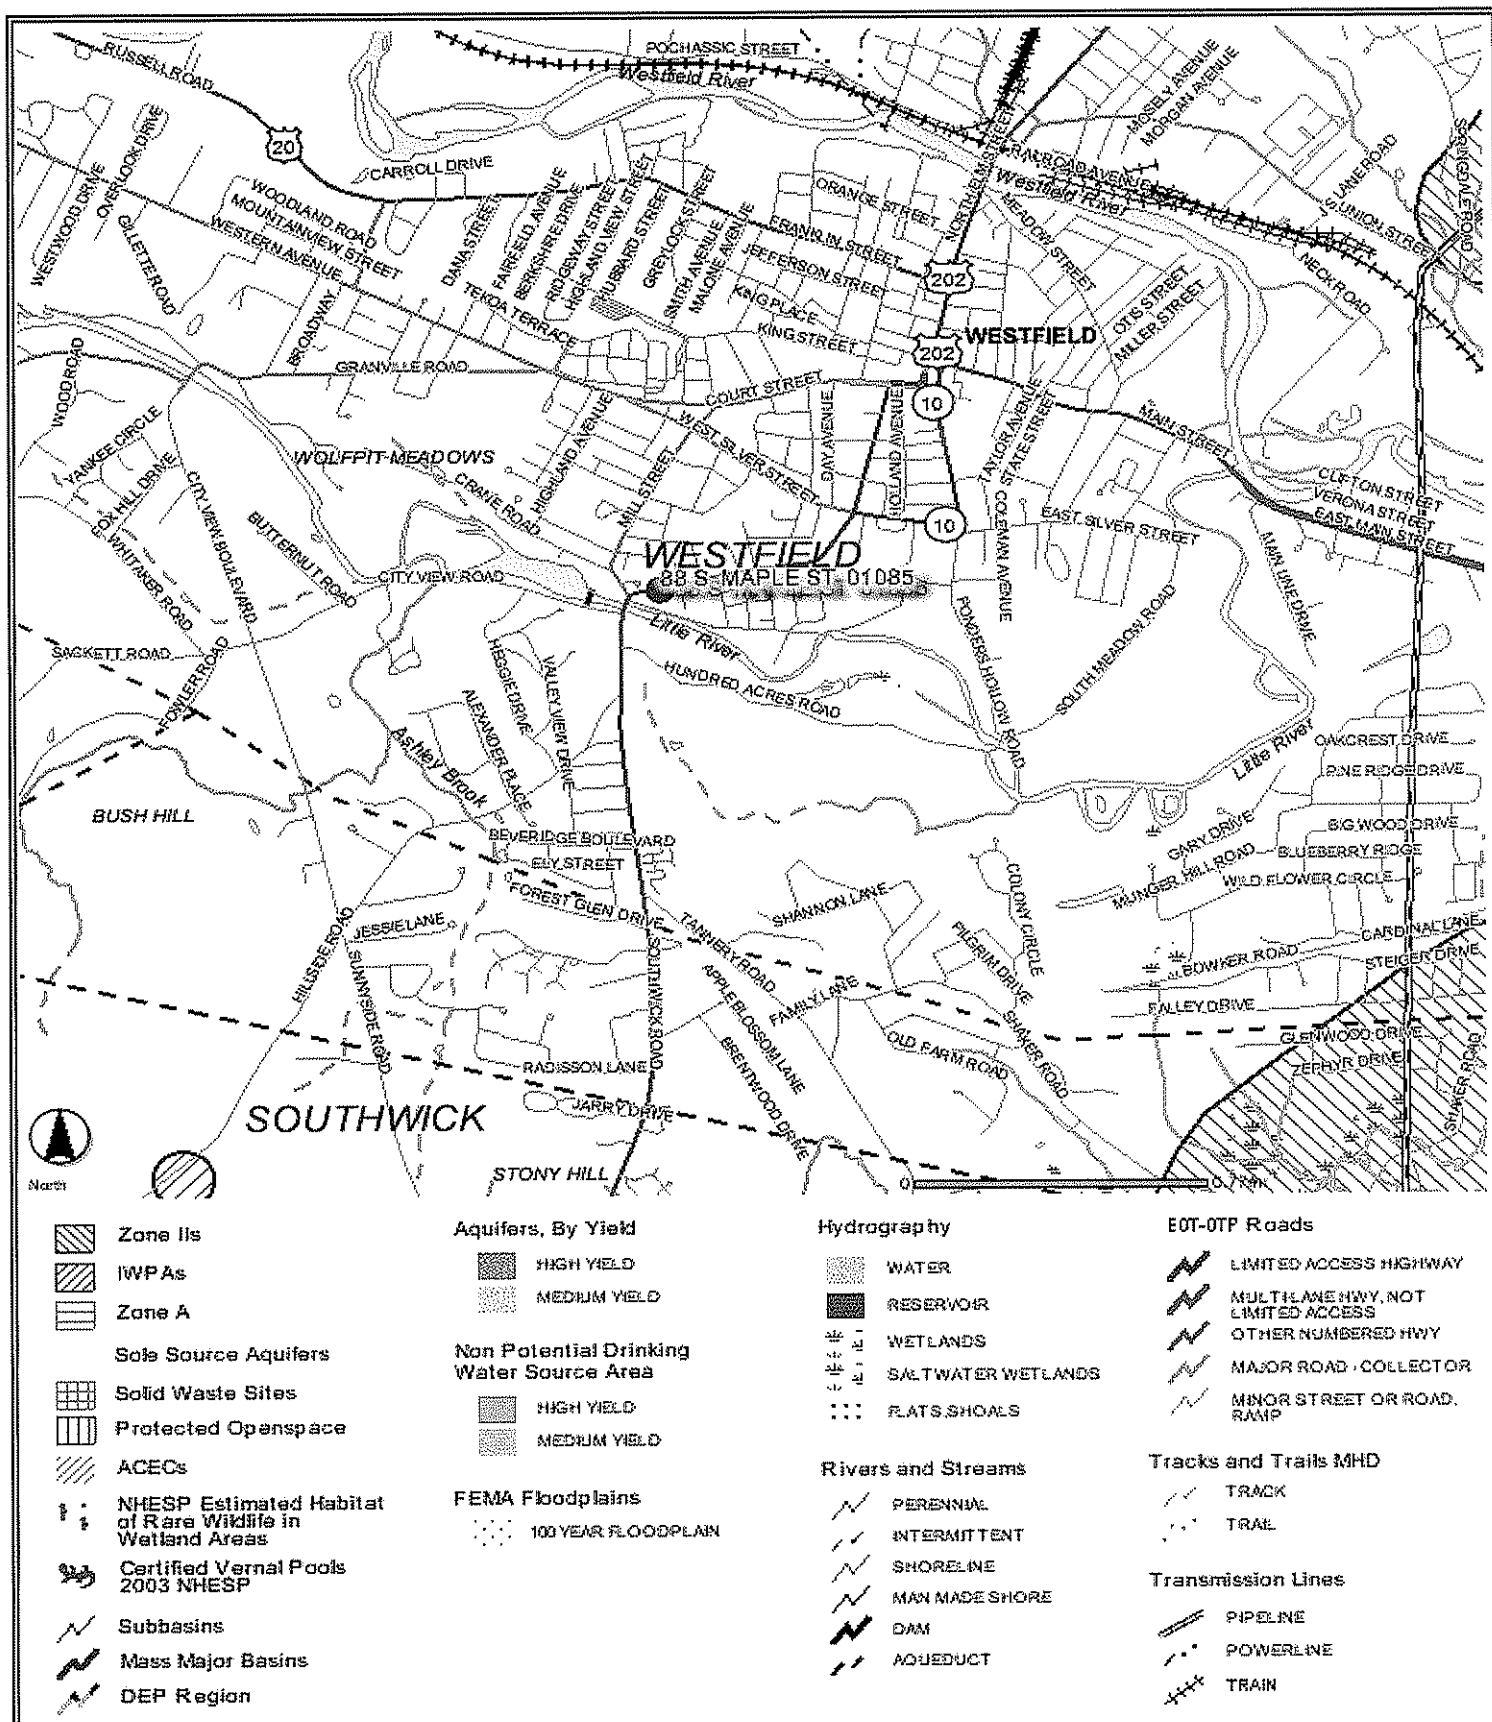 RUSSELL ROAD
POCHASSIC STREET
Westfield River
MOSELY AVENUE
MORGAN AVENUE
SPRINGDALE ROAD
20
OVERLOOK DRIVE
WESTWOOD DRIVE
CARROLL DRIVE
RAILROAD AVENUE
LANE ROAD
UNION STREET
WOODLAND ROAD
MOUNTAINVIEW STREET
WESTERN AVENUE
GILLETTE ROAD
DANA STREET
FAIRFIELD AVENUE
BERKSHIRE DRIVE
RIDGEWAY STREET
HIGHLAND VIEW STREET
HUBBARD STREET
GREYLOCK STREET
SMITH AVENUE
MALONE AVENUE
ORANGE STREET
FRANKLIN STREET
JEFFERSON STREET
KING PLACE
KING STREET
NORTH ELM STREET
Westfield River
MEADOW STREET
NECK ROAD
OTIS STREET
MILLER STREET
202
WESTFIELD
202
TEKOA TERRACE
BROADWAY
GRANVILLE ROAD
WOOD ROAD
COURT STREET
10
YANKEE CIRCLE
FOX HILL DRIVE
WOLFPIT MEADOWS
HIGHLAND AVENUE
WEST SILVER STREET
DAY AVENUE
HOLLAND AVENUE
TAYLOR AVENUE
STATE STREET
MAIN STREET
CLIFTON STREET
VERONA STREET
EAST MAIN STREET
CRANE ROAD
MILL STREET
10
EAST SILVER STREET
COLEMAN AVENUE
MAIN LINE DRIVE
WHITAKER ROAD
CITY VIEW BOULEVARD
BUTTERNUT ROAD
CITY VIEW ROAD
WESTFIELD
88 S-MAPLE ST, 01085
Little River
HUNDRED ACRES ROAD
PONDERS HOLLOW ROAD
SOUTH MEADOW ROAD
SACKETT ROAD
FOWLER ROAD
HEGGIE DRIVE
VALLEY VIEW DRIVE
ALEXANDER PLACE
Ashley Brook
Little River
OAKCREST DRIVE
PINE RIDGE DRIVE
BUSH HILL
BEVERIDGE BOULEVARD
ELY STREET
FOREST GLEN DRIVE
GARY DRIVE
BIG WOOD DRIVE
BLUEBERRY RIDGE
MUNGER HILL ROAD
WILD FLOWER CIRCLE
SHANNON LANE
COLONY CIRCLE
JESSIE LANE
HILLSIDE ROAD
SUNNYSIDE ROAD
SOUTHWICK ROAD
TANNERY ROAD
PILGRIM DRIVE
CARDINAL LANE
BOWKER ROAD
STEIGER DRIVE
FAMILY LANE
APPLE BLOSSOM LANE
FALLEY DRIVE
GLENWOOD DRIVE
ZEPHYR DRIVE
SHAKER ROAD
OLD FARM ROAD
SHAKER ROAD
BRENTWOOD DRIVE
RADISSON LANE
JARRY DRIVE
SOUTHWICK
STONY HILL
North
0
Zone IIs
IWPAs
Zone A
Sole Source Aquifers
Solid Waste Sites
Protected Openspace
ACECs
NHESP Estimated Habitat
of Rare Wildlife in
Wetland Areas
Certified Vernal Pools
2003 NHESP
Subbasins
Mass Major Basins
DEP Region
Aquifers, By Yield
HIGH YIELD
MEDIUM YIELD
Non Potential Drinking
Water Source Area
HIGH YIELD
MEDIUM YIELD
FEMA Floodplains
100 YEAR FLOODPLAIN
Hydrography
WATER
RESERVOIR
WETLANDS
SALTWATER WETLANDS
FLATS, SHOALS
Rivers and Streams
PERENNIAL
INTERMITTENT
SHORELINE
MAN MADE SHORE
DAM
AQUEDUCT
EOT-OTP Roads
LIMITED ACCESS HIGHWAY
MULTI-LANE HWY, NOT
LIMITED ACCESS
OTHER NUMBERED HWY
MAJOR ROAD - COLLECTOR
MINOR STREET OR ROAD,
RAMP
Tracks and Trails MHD
TRACK
TRAIL
Transmission Lines
PIPELINE
POWERLINE
TRAIN